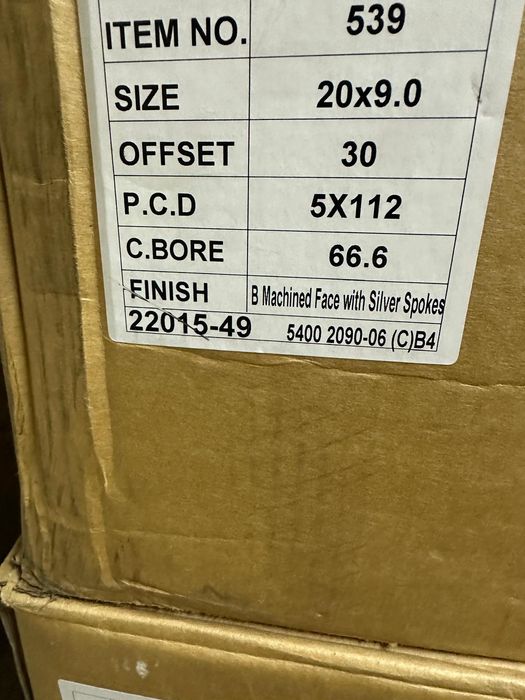 ITEM NO. 539
SIZE 20x9.0
OFFSET 30
P.C.D 5X112
C.BORE 66.6
FINISH B Machined Face with Silver Spokes
22015-49 5400 2090-06 (C)B4